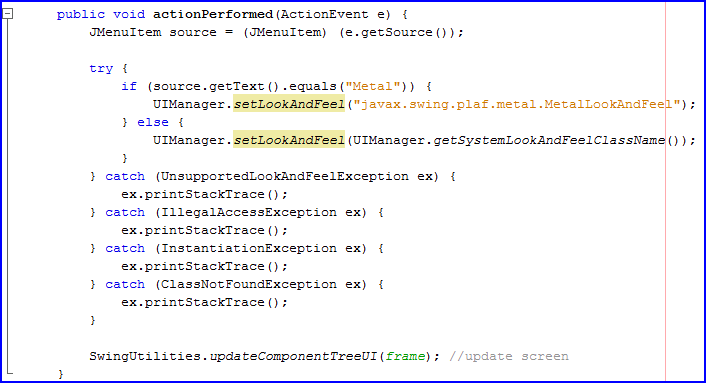 public void actionPerformed(ActionEvent e) {
JMenuItem source = (JMenuItem) (e.getSource());
try {
if (source.getText().equals("Metal")) {
UIManager.setLookAndFeel("javax.swing.plaf.metal.MetalLookAndFeel");
} else {
UIManager.setLookAndFeel(UIManager.getSystemLookAndFeelClassName());
}
} catch (UnsupportedLookAndFeelException ex) {
ex.printStackTrace();
} catch (IllegalAccessException ex) {
ex.printStackTrace();
} catch (InstantiationException ex) {
ex.printStackTrace();
} catch (ClassNotFoundException ex) {
ex.printStackTrace();
}
SwingUtilities.updateComponentTreeUI(frame); //update screen
}